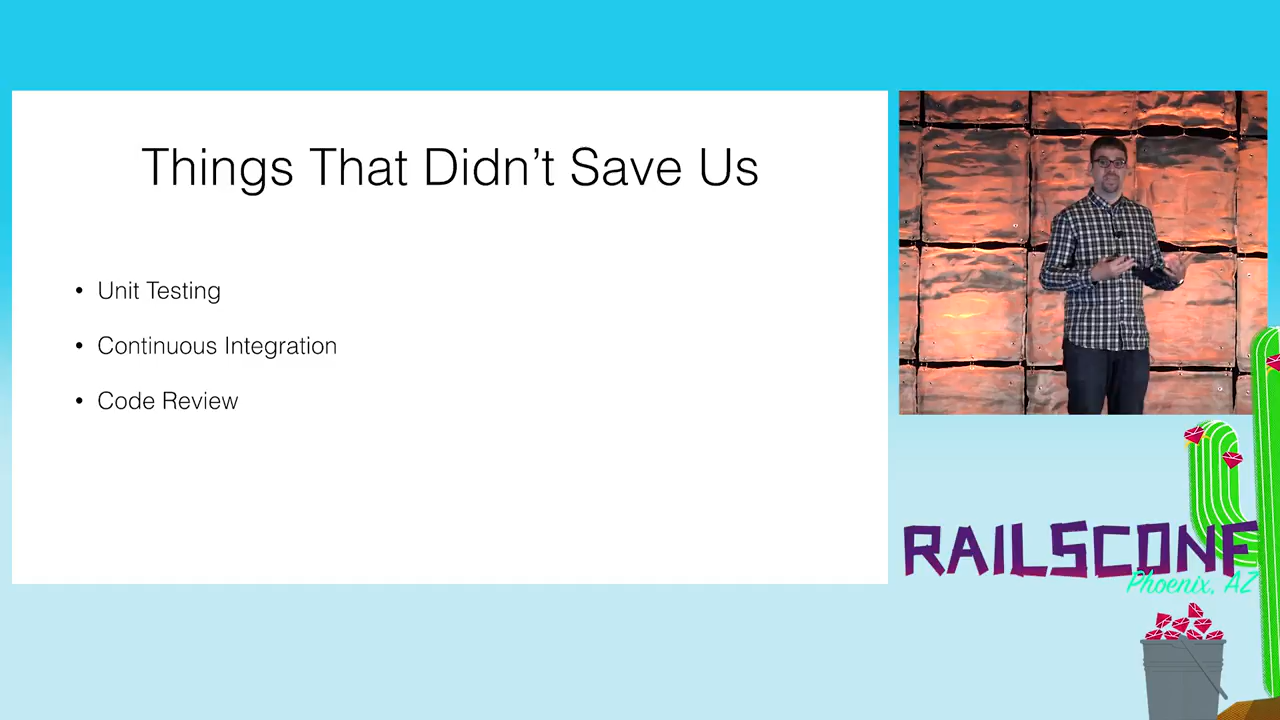 Things That Didn't Save Us
• Unit Testing
• Continuous Integration
• Code Review
RAILSCONF
Phoenix, AZ